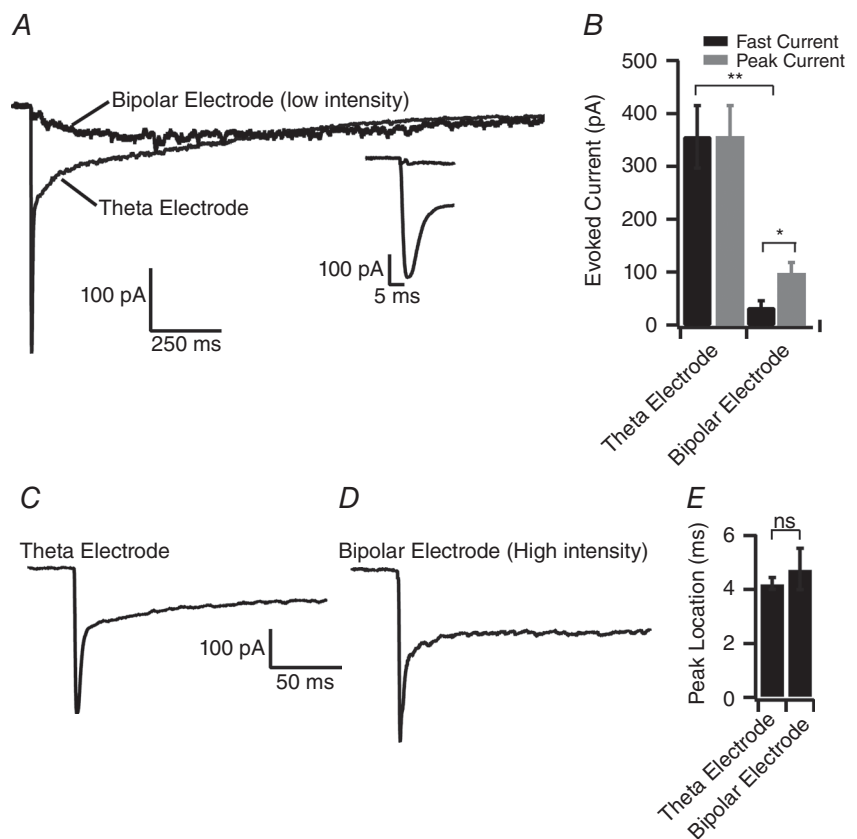 A
Bipolar Electrode (low intensity)
Theta Electrode
100 pA
250 ms
100 pA
5 ms
B
Fast Current
Peak Current
Evoked Current (pA)
500
400
300
200
100
0
**
*
Theta Electrode
Bipolar Electrode
C
Theta Electrode
100 pA
50 ms
D
Bipolar Electrode (High intensity)
E
Peak Location (ms)
6
4
2
0
ns
Theta Electrode
Bipolar Electrode